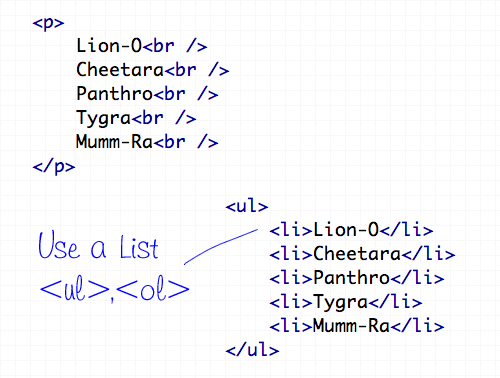 <p>
Lion-O<br />
Cheetara<br />
Panthro<br />
Tygra<br />
Mumm-Ra<br />
</p>
Use a List
<ul>,<ol>
<ul>
<li>Lion-O</li>
<li>Cheetara</li>
<li>Panthro</li>
<li>Tygra</li>
<li>Mumm-Ra</li>
</ul>